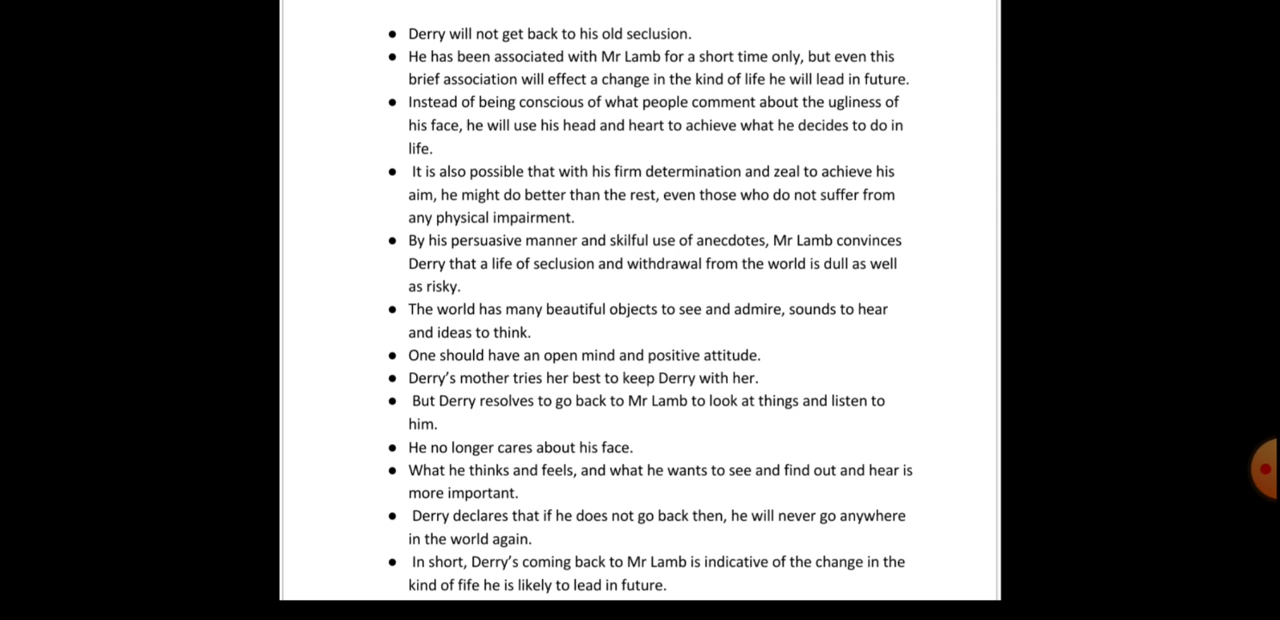 • Derry will not get back to his old seclusion.
• He has been associated with Mr Lamb for a short time only, but even this
brief association will effect a change in the kind of life he will lead in future.
• Instead of being conscious of what people comment about the ugliness of
his face, he will use his head and heart to achieve what he decides to do in
life.
• It is also possible that with his firm determination and zeal to achieve his
aim, he might do better than the rest, even those who do not suffer from
any physical impairment.
• By his persuasive manner and skilful use of anecdotes, Mr Lamb convinces
Derry that a life of seclusion and withdrawal from the world is dull as well
as risky.
• The world has many beautiful objects to see and admire, sounds to hear
and ideas to think.
• One should have an open mind and positive attitude.
• Derry’s mother tries her best to keep Derry with her.
• But Derry resolves to go back to Mr Lamb to look at things and listen to
him.
• He no longer cares about his face.
• What he thinks and feels, and what he wants to see and find out and hear is
more important.
• Derry declares that if he does not go back then, he will never go anywhere
in the world again.
• In short, Derry’s coming back to Mr Lamb is indicative of the change in the
kind of fife he is likely to lead in future.